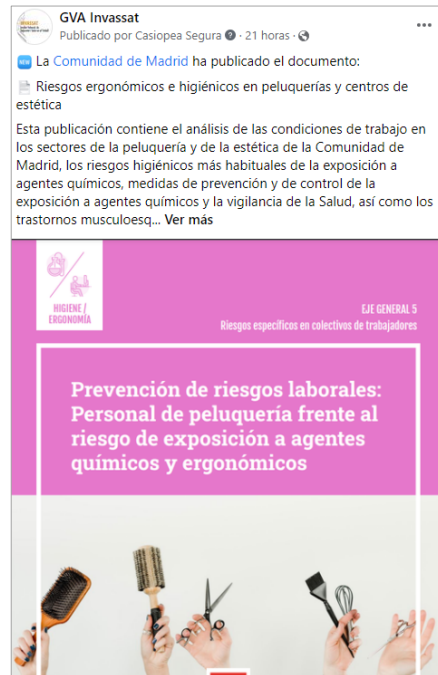 GVA Invassat
Publicado por Casiopea Segura · 21 horas ·
NEW La Comunidad de Madrid ha publicado el documento:
Riesgos ergonómicos e higiénicos en peluquerías y centros de
estética
Esta publicación contiene el análisis de las condiciones de trabajo en
los sectores de la peluquería y de la estética de la Comunidad de
Madrid, los riesgos higiénicos más habituales de la exposición a
agentes químicos, medidas de prevención y de control de la
exposición a agentes químicos y la vigilancia de la Salud, así como los
trastornos musculoesq... Ver más
HIGIENE /
ERGONOMÍA
EJE GENERAL 5
Riesgos específicos en colectivos de trabajadores
Prevención de riesgos laborales:
Personal de peluquería frente al
riesgo de exposición a agentes
químicos y ergonómicos